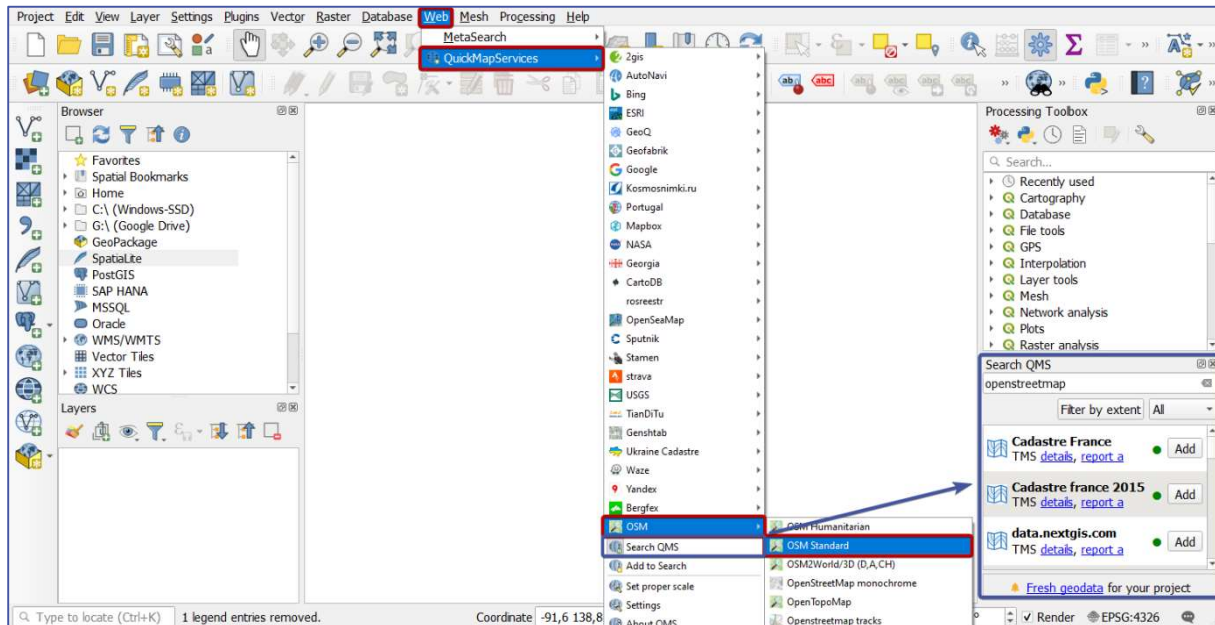 Project Edit View Layer Settings Plugins Vector Raster Database Web Mesh Processing Help
MetaSearch
QuickMapServices
2gis
AutoNavi
Bing
ESRI
GeoQ
Geofabrik
Google
Kosmosnimki.ru
Portugal
Mapbox
NASA
Georgia
CartoDB
rosreestr
OpenSeaMap
Sputnik
Stamen
strava
USGS
TianDiTu
Genshtab
Ukraine Cadastre
Waze
Yandex
Bergfex
OSM
Search QMS
Add to Search
Set proper scale
Settings
About QMS
OSM Humanitarian
OSM Standard
OSM2World/3D (D,A,CH)
OpenStreetMap monochrome
OpenTopoMap
Openstreetmap tracks
Browser
Favorites
Spatial Bookmarks
Home
C:\ (Windows-SSD)
G:\ (Google Drive)
GeoPackage
SpatiaLite
PostGIS
SAP HANA
MSSQL
Oracle
WMS/WMTS
Vector Tiles
XYZ Tiles
WCS
Layers
abc
abc
Processing Toolbox
Search...
Recently used
Cartography
Database
File tools
GPS
Interpolation
Layer tools
Mesh
Network analysis
Plots
Raster analysis
Search QMS
openstreetmap
Filter by extent All
Cadastre France
TMS details, report a
Add
Cadastre france 2015
TMS details, report a
Add
data.nextgis.com
TMS details, report a
Add
Fresh geodata for your project
Type to locate (Ctrl+K) 1 legend entries removed. Coordinate -91,6 138,8 ° Render EPSG:4326